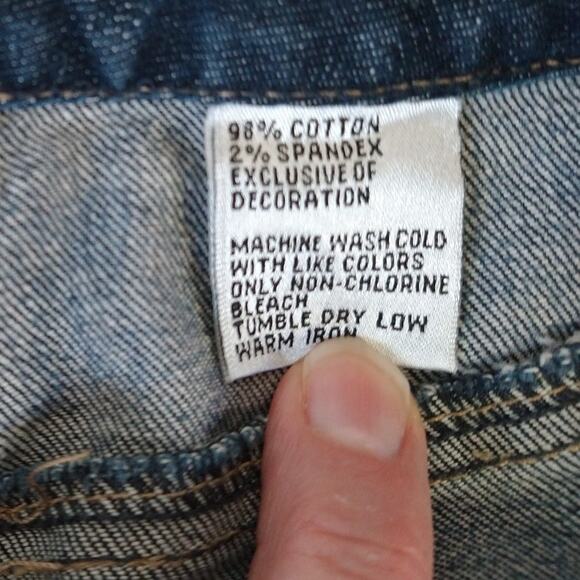 98% COTTON
2% SPANDEX
EXCLUSIVE OF
DECORATION
MACHINE WASH COLD
WITH LIKE COLORS
ONLY NON-CHLORINE
BLEACH
TUMBLE DRY LOW
WARM IRON